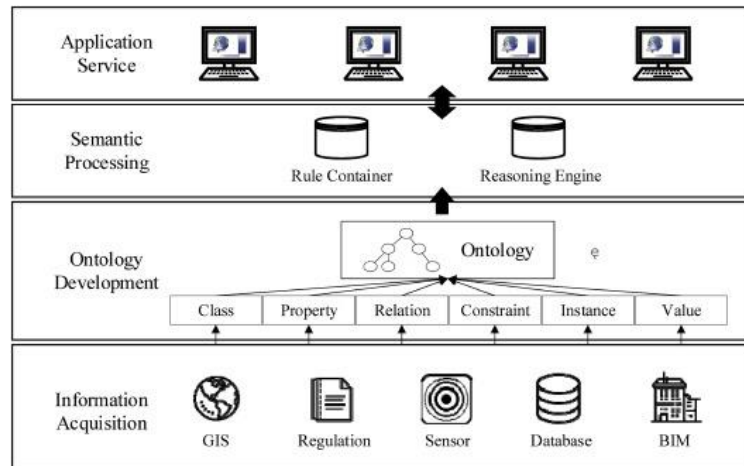 Application
Service
Semantic
Processing
Rule Container
Reasoning Engine
Ontology
Development
Ontology
ę
Class
Property
Relation
Constraint
Instance
Value
Information
Acquisition
GIS
Regulation
Sensor
Database
BIM